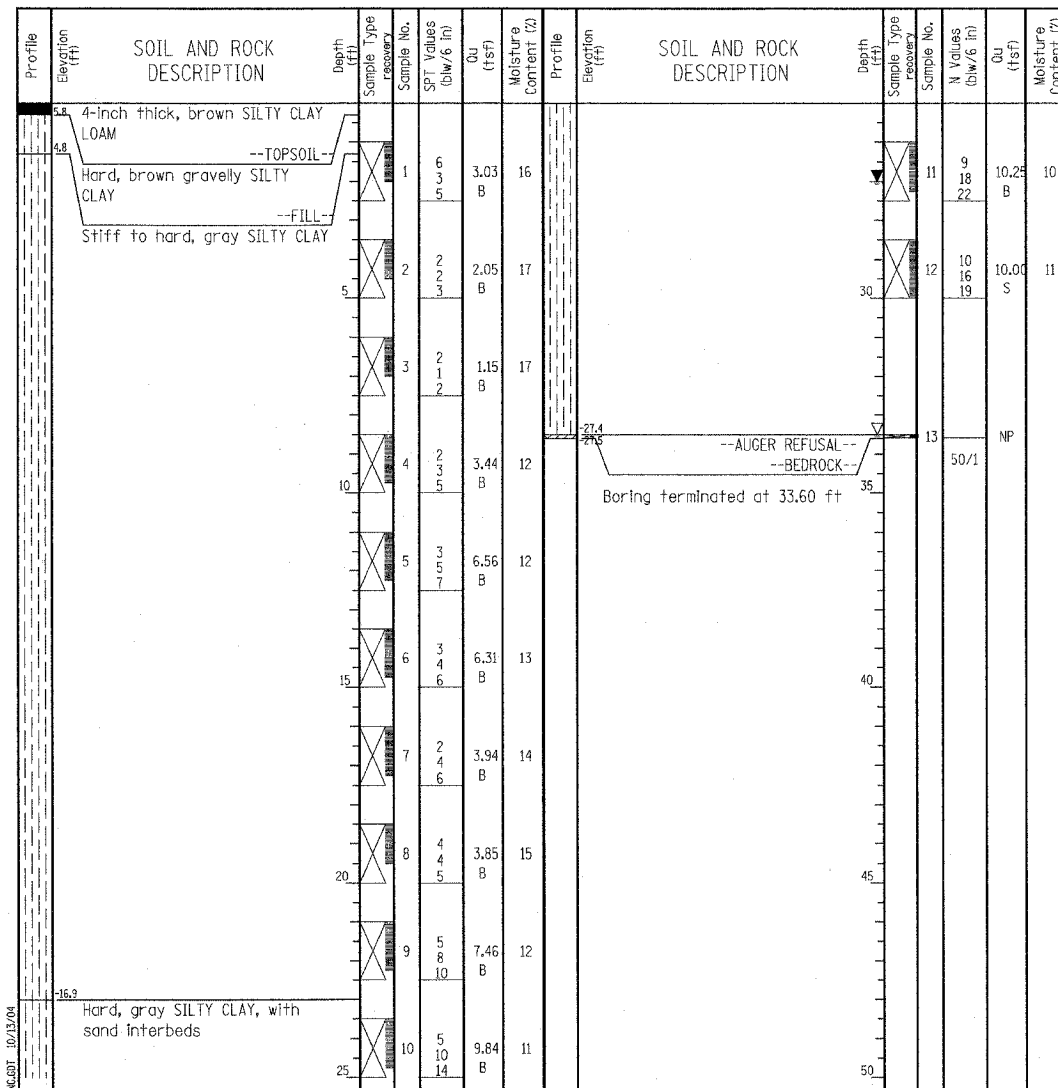 Profile
Elevation (ft)
SOIL AND ROCK
DESCRIPTION
Depth (ft)
Sample Type
recovery
Sample No.
SPT Values (blw/6 in)
Qu (tsf)
Moisture Content (%)
Profile
Elevation (ft)
SOIL AND ROCK
DESCRIPTION
Depth (ft)
Sample Type
recovery
Sample No.
N Values (blw/6 in)
Qu (tsf)
Moisture Content (%)
5.8 4-inch thick, brown SILTY CLAY
LOAM
--TOPSOIL--
4.8
Hard, brown gravelly SILTY
CLAY
--FILL--
Stiff to hard, gray SILTY CLAY
1 6 3 5 3.03 B 16
2 2 2 3 2.05 B 17
5
3 2 1 2 1.15 B 17
4 2 3 5 3.44 B 12
10
5 3 5 7 6.56 B 12
6 3 4 6 6.31 B 13
15
7 2 4 6 3.94 B 14
8 4 4 5 3.85 B 15
20
9 5 8 10 7.46 B 12
-16.9
Hard, gray SILTY CLAY, with
sand interbeds
10 5 10 14 9.84 B 11
25
11 9 18 22 10.25 B 10
12 10 16 19 10.00 S 11
30
-27.4
-27.5
--AUGER REFUSAL--
--BEDROCK--
13 50/1 NP
Boring terminated at 33.60 ft
35
40
45
50
10/13/04